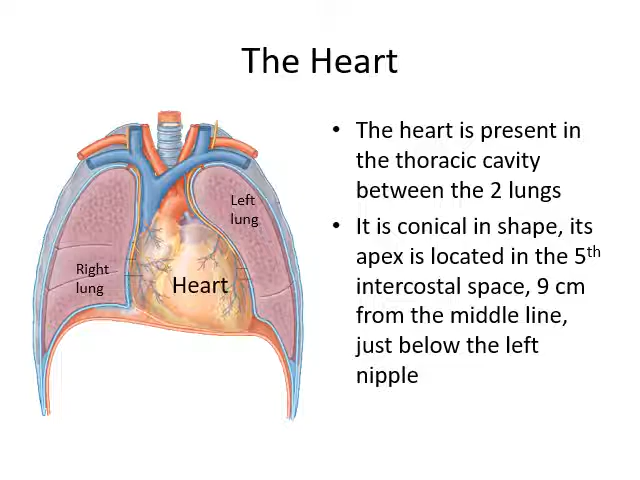 The Heart
Left
lung
Right
lung
Heart
• The heart is present in
the thoracic cavity
between the 2 lungs
• It is conical in shape, its
apex is located in the 5th
intercostal space, 9 cm
from the middle line,
just below the left
nipple